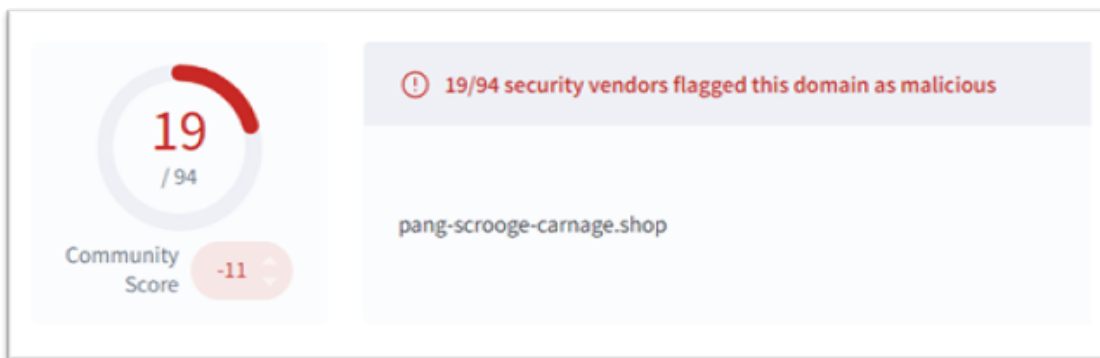 19
/ 94
Community
Score
-11
19/94 security vendors flagged this domain as malicious
pang-scrooge-carnage.shop